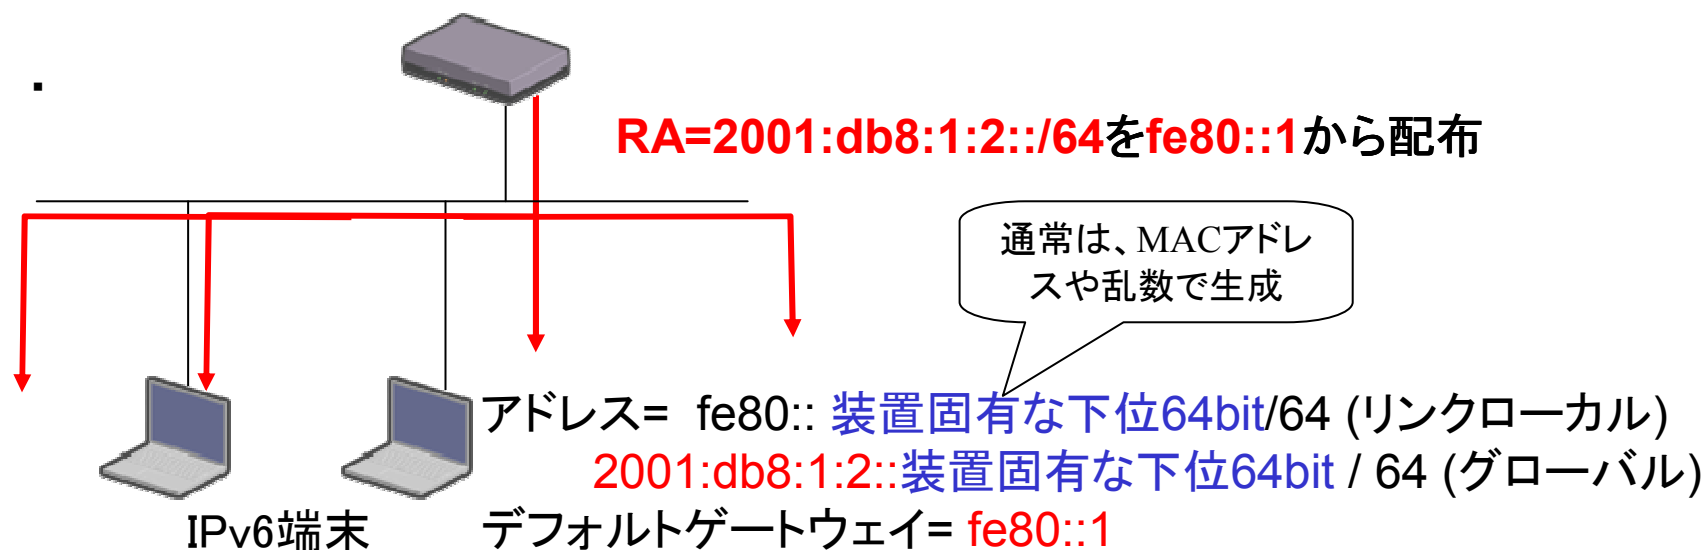 .
RA=2001:db8:1:2::/64をfe80::1から配布
通常は、MACアドレ
スや乱数で生成
アドレス= fe80:: 装置固有な下位64bit/64 (リンクローカル)
2001:db8:1:2::装置固有な下位64bit / 64 (グローバル)
IPv6端末
デフォルトゲートウェイ= fe80::1